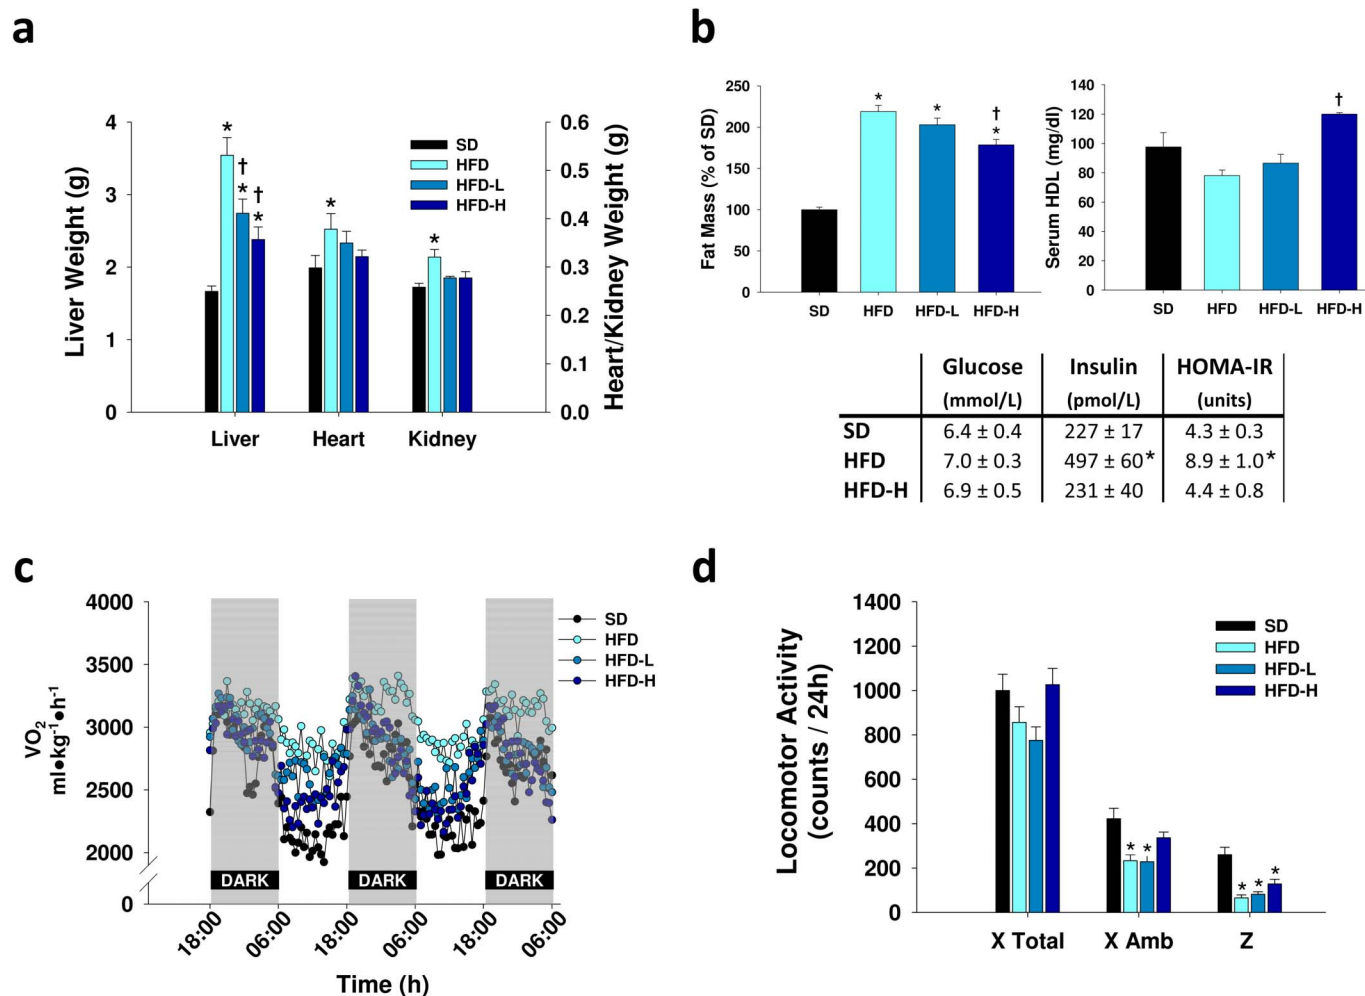 a
Liver Weight (g)
4
3
2
1
0
0.6
0.5
0.4
0.3
0.2
0.1
0.0
Heart/Kidney Weight (g)
SD
HFD
HFD-L
HFD-H
*
†
*
†
*
*
*
Liver Heart Kidney
b
Fat Mass (% of SD)
250
200
150
100
50
0
*
*
†
*
SD HFD HFD-L HFD-H
Serum HDL (mg/dl)
140
120
100
80
60
40
20
0
†
SD HFD HFD-L HFD-H
Glucose Insulin HOMA-IR
(mmol/L) (pmol/L) (units)
SD 6.4 ± 0.4 227 ± 17 4.3 ± 0.3
HFD 7.0 ± 0.3 497 ± 60* 8.9 ± 1.0*
HFD-H 6.9 ± 0.5 231 ± 40 4.4 ± 0.8
c
VO2
ml●kg-1●h-1
4000
3500
3000
2500
2000
0
SD
HFD
HFD-L
HFD-H
DARK DARK DARK
18:00 06:00 18:00 06:00 18:00 06:00
Time (h)
d
Locomotor Activity
(counts / 24h)
1400
1200
1000
800
600
400
200
0
SD
HFD
HFD-L
HFD-H
* *
* * *
X Total X Amb Z